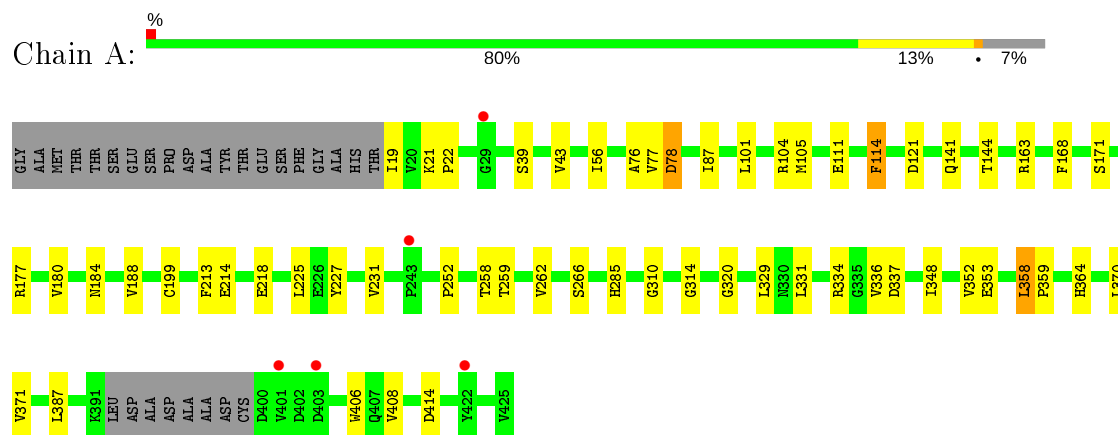 %
Chain A:
80% 13% • 7%
GLY ALA MET THR THR SER GLU SER PRO ASP ALA TYR THR GLU SER PHE GLY ALA HIS THR I19 V20 K21 P22 G29 S39 V43 I56 A76 V77 D78 I87 L101 R104 M105 E111 F114 D121 Q141 T144 R163 F168 S171
R177 V180 N184 V188 C199 F213 E214 E218 L225 E226 Y227 V231 P243 P252 T258 T259 V262 S266 H285 G310 G314 G320 L329 N330 L331 R334 G335 V336 D337 I348 V352 E353 L358 P359 H364 L370
V371 L387 K391 LEU ASP ALA ASP ALA ALA ASP CYS D400 V401 D402 D403 W406 Q407 V408 D414 Y422 V425